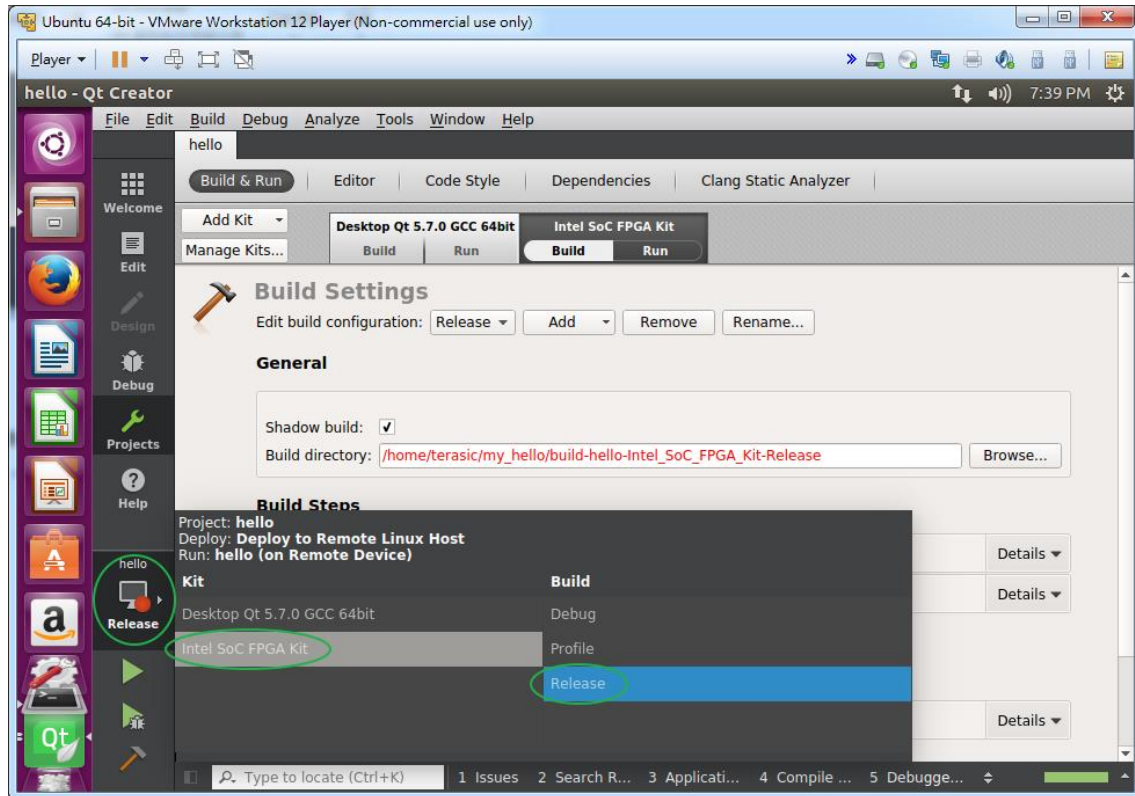 Ubuntu 64-bit - VMware Workstation 12 Player (Non-commercial use only)
Player
hello - Qt Creator 7:39 PM
File Edit Build Debug Analyze Tools Window Help
hello
Build & Run Editor Code Style Dependencies Clang Static Analyzer
Welcome
Add Kit
Manage Kits...
Desktop Qt 5.7.0 GCC 64bit Intel SoC FPGA Kit
Build Run Build Run
Edit
Build Settings
Edit build configuration: Release Add Remove Rename...
Design
General
Debug
Shadow build:
Projects
Build directory: /home/terasic/my_hello/build-hello-Intel_SoC_FPGA_Kit-Release Browse...
Help
Build Steps
Project: hello
Deploy: Deploy to Remote Linux Host
Run: hello (on Remote Device)
Details
hello
Kit Build
Details
Desktop Qt 5.7.0 GCC 64bit Debug
Release
Intel SoC FPGA Kit Profile
Release
Details
Qt
Type to locate (Ctrl+K) 1 Issues 2 Search R... 3 Applicati... 4 Compile ... 5 Debugge...